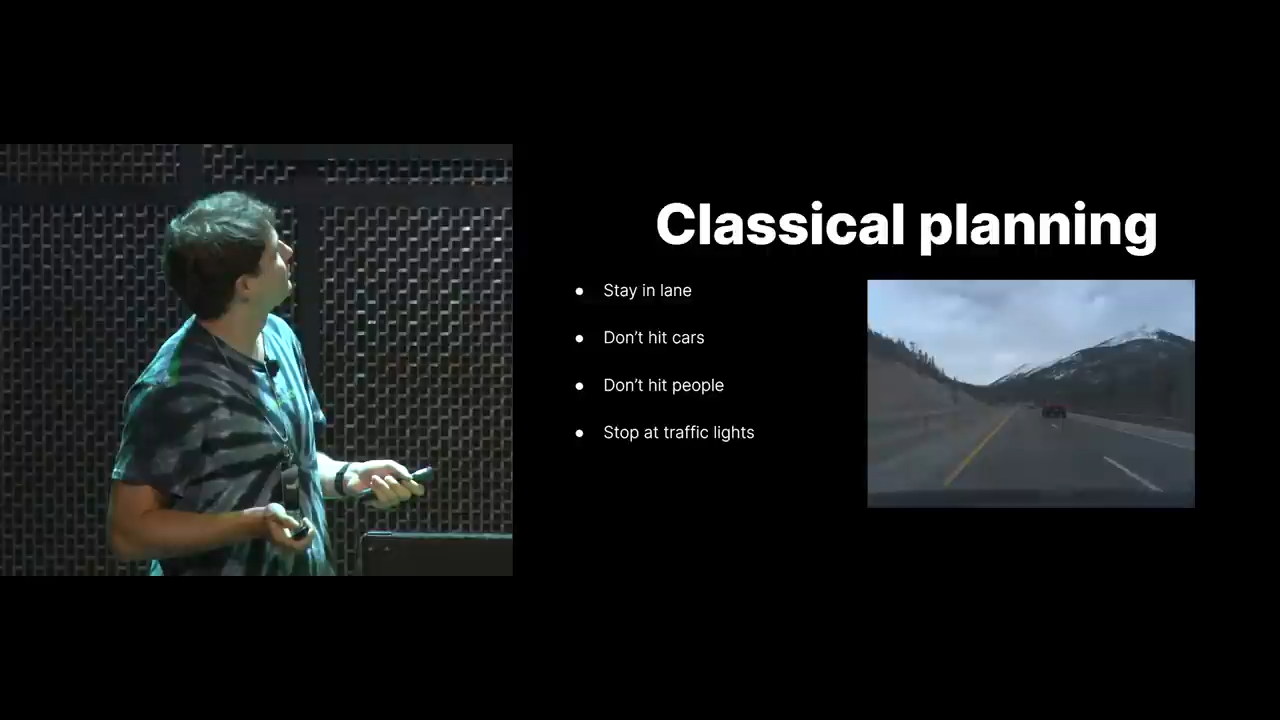 Classical planning
Stay in lane
Don't hit cars
Don't hit people
Stop at traffic lights